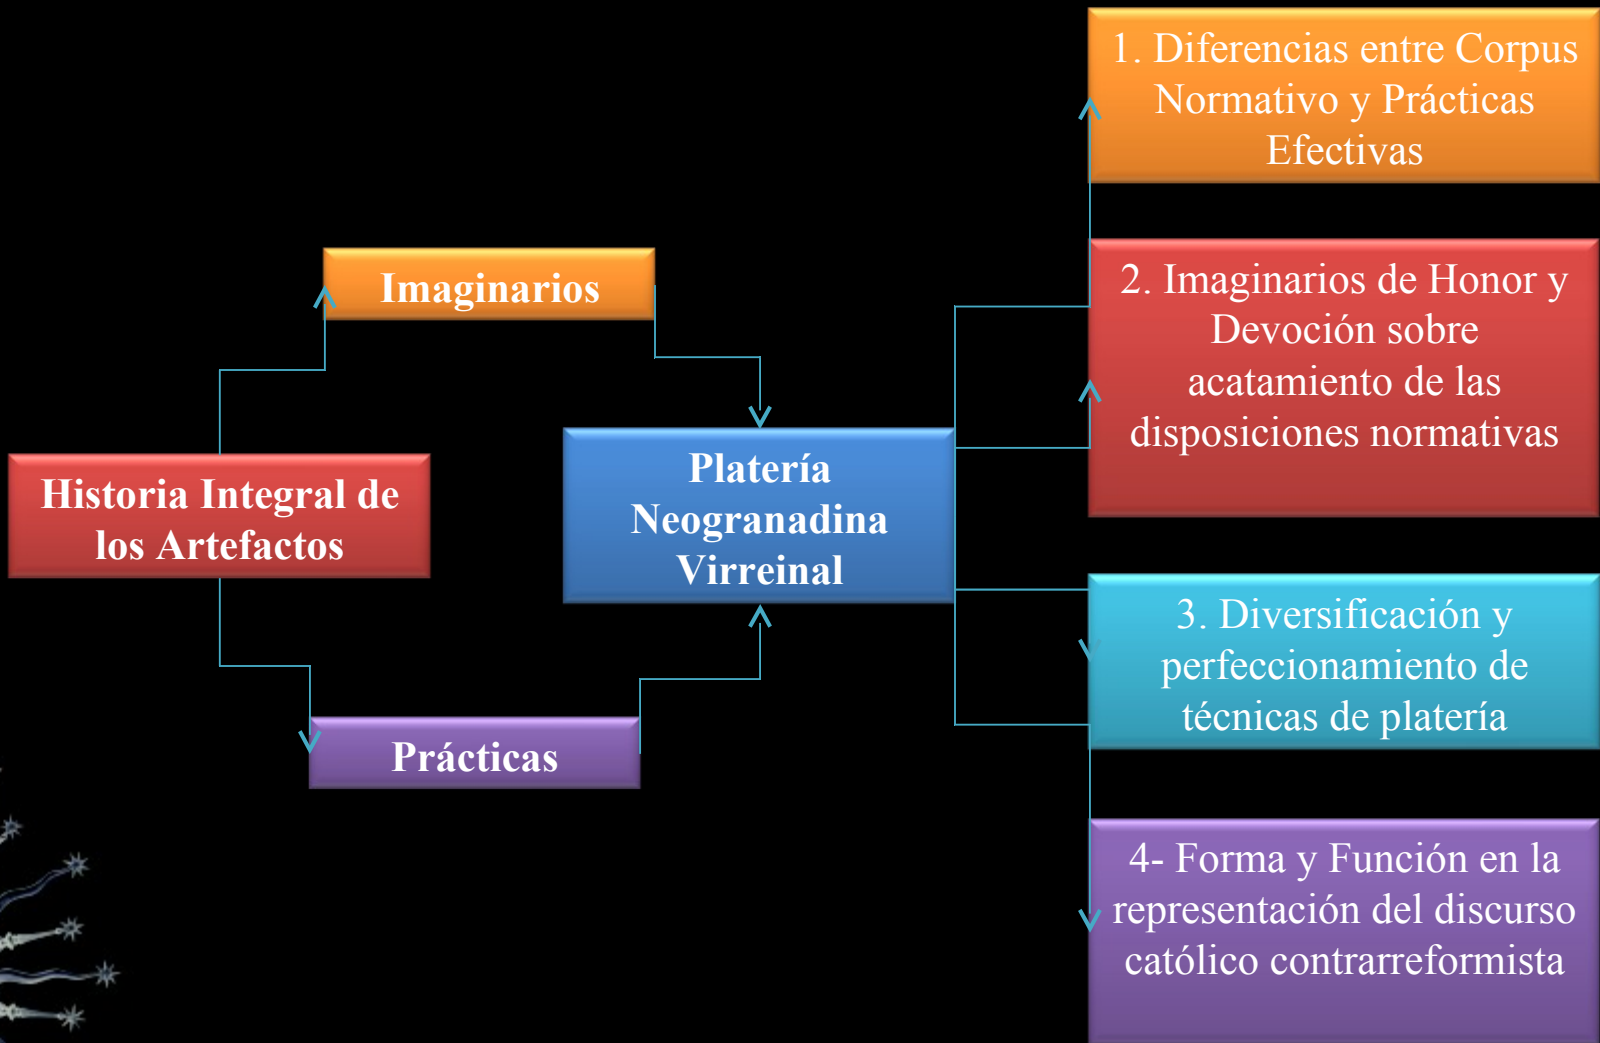 Historia Integral de
los Artefactos
Imaginarios
Prácticas
Platería
Neogranadina
Virreinal
1. Diferencias entre Corpus
Normativo y Prácticas
Efectivas
2. Imaginarios de Honor y
Devoción sobre
acatamiento de las
disposiciones normativas
3. Diversificación y
perfeccionamiento de
técnicas de platería
4- Forma y Función en la
representación del discurso
católico contrarreformista